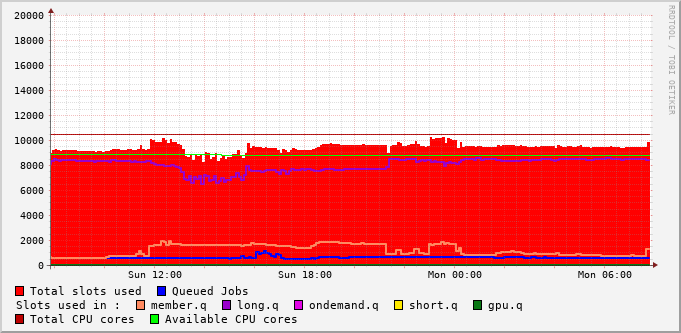 RRDTOOL / TOBI OETIKER
20000
18000
16000
14000
12000
10000
8000
6000
4000
2000
0
Sun 12:00 Sun 18:00 Mon 00:00 Mon 06:00
Total slots used Queued Jobs
Slots used in : member.q long.q ondemand.q short.q gpu.q
Total CPU cores Available CPU cores